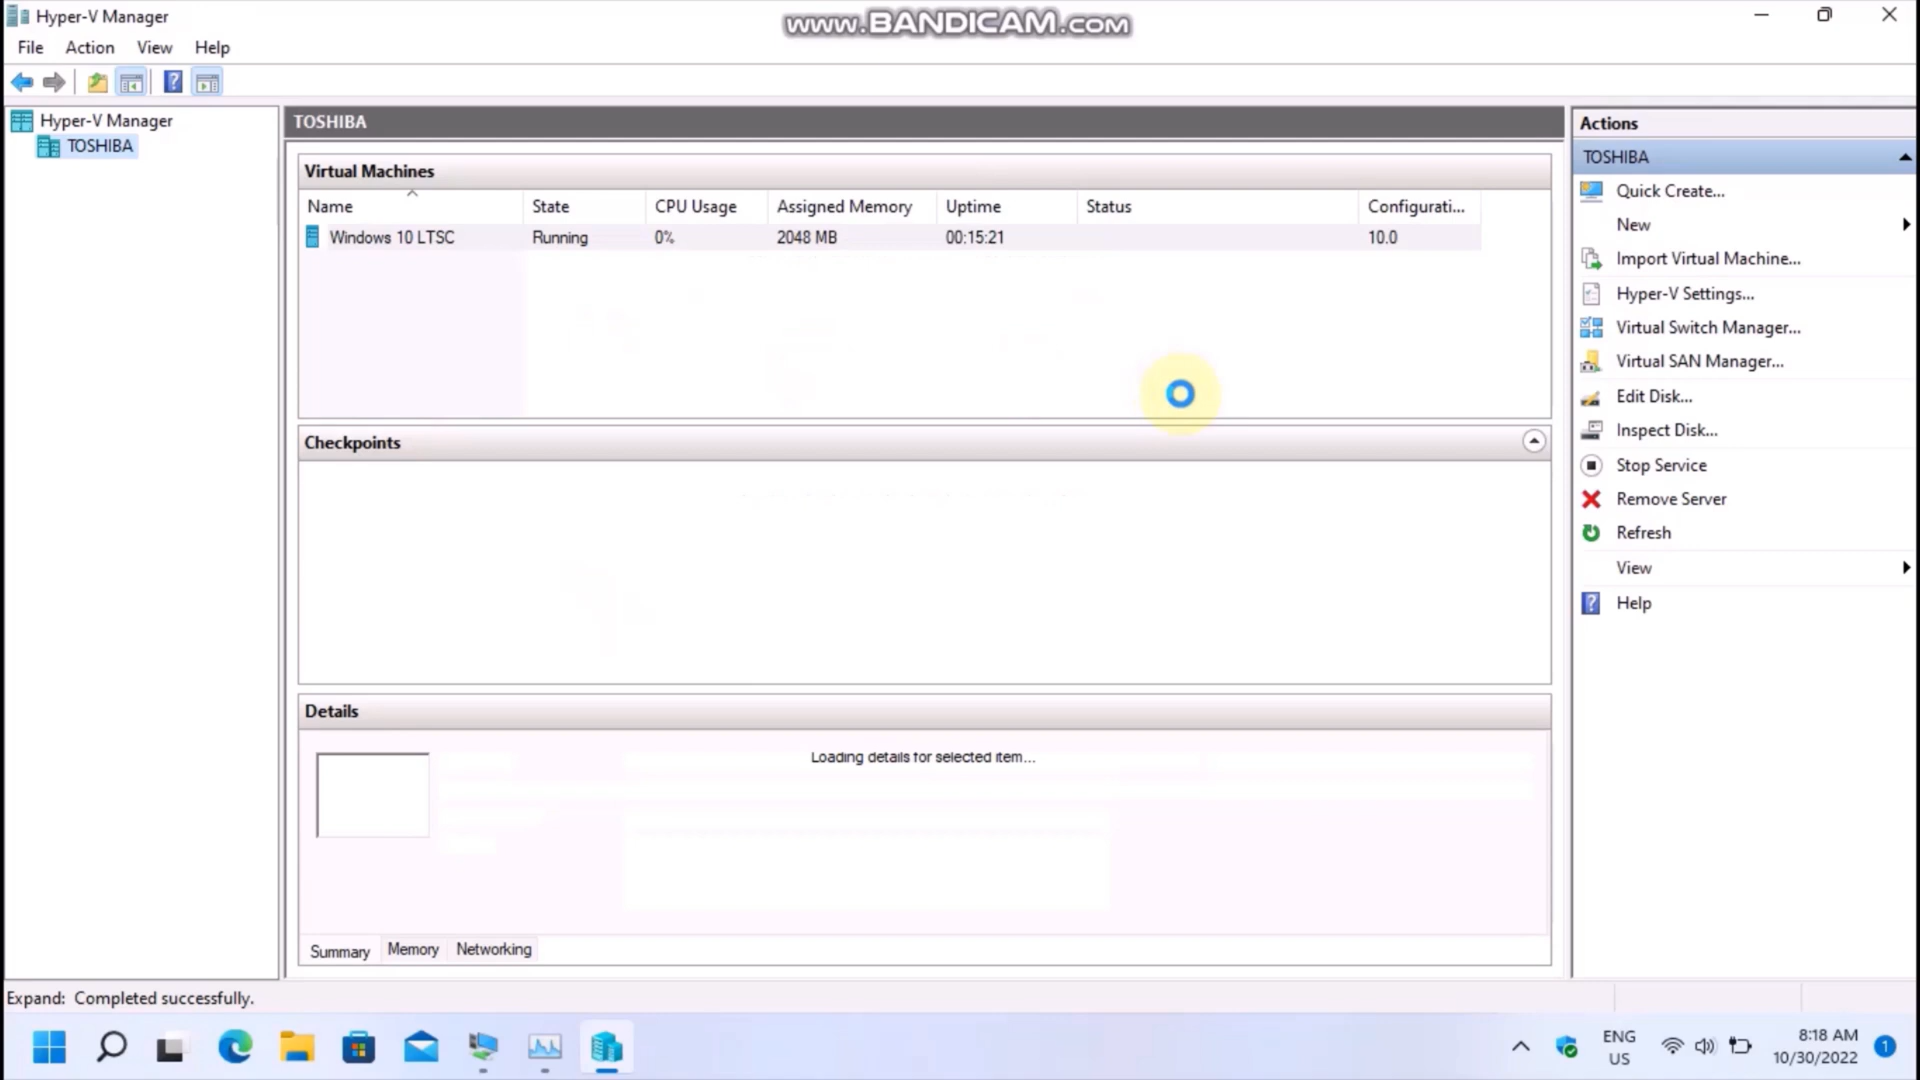 Hyper-V Manager
www.BANDICAM.com
File Action View Help
Hyper-V Manager
TOSHIBA
TOSHIBA
Virtual Machines
Name State CPU Usage Assigned Memory Uptime Status Configurati...
Windows 10 LTSC Running 0% 2048 MB 00:15:21 10.0
Checkpoints
Details
Loading details for selected item...
Summary Memory Networking
Actions
TOSHIBA
Quick Create...
New
Import Virtual Machine...
Hyper-V Settings...
Virtual Switch Manager...
Virtual SAN Manager...
Edit Disk...
Inspect Disk...
Stop Service
Remove Server
Refresh
View
Help
Expand: Completed successfully.
ENG
US
8:18 AM
10/30/2022
1